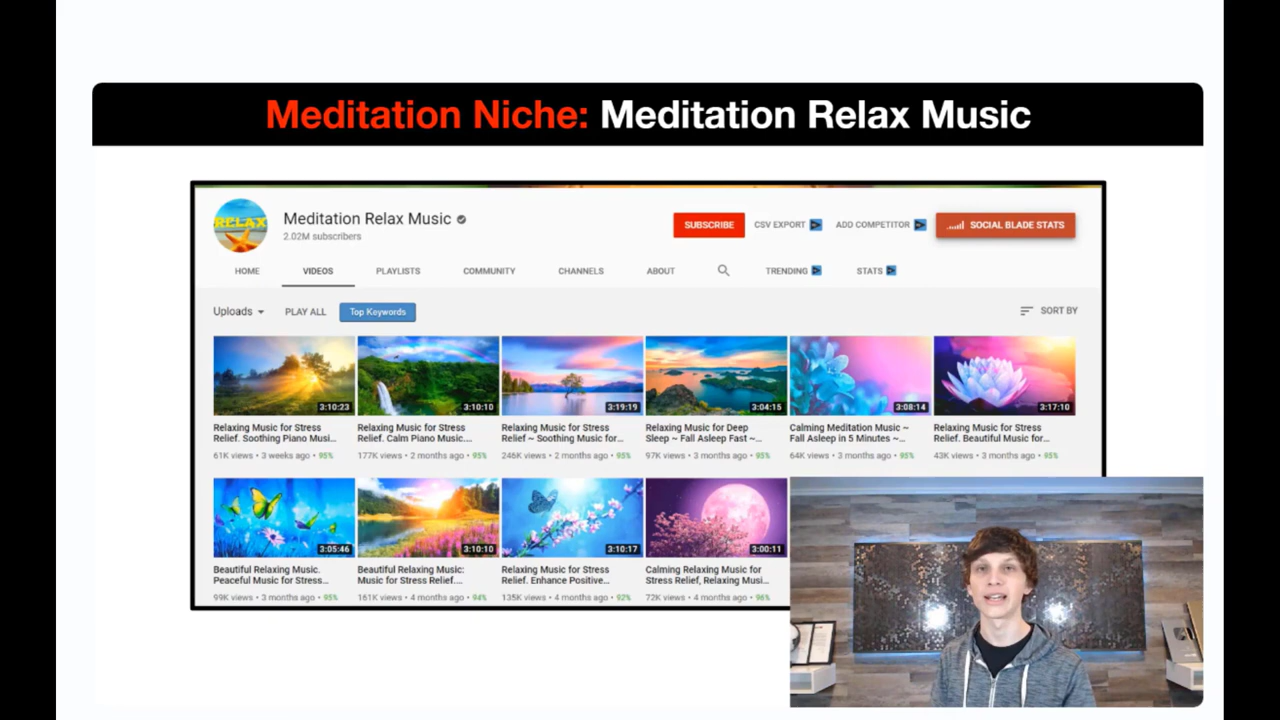 Meditation Niche: Meditation Relax Music
RELAX
Meditation Relax Music
2.02M subscribers
SUBSCRIBE
CSV EXPORT
ADD COMPETITOR
SOCIAL BLADE STATS
HOME
VIDEOS
PLAYLISTS
COMMUNITY
CHANNELS
ABOUT
TRENDING
STATS
Uploads
PLAY ALL
Top Keywords
SORT BY
3:10:23
3:10:10
3:19:19
3:04:15
3:08:14
3:17:10
Relaxing Music for Stress
Relief. Soothing Piano Musi...
61K views • 3 weeks ago • 95%
Relaxing Music for Stress
Relief. Calm Piano Music....
177K views • 2 months ago • 95%
Relaxing Music for Stress
Relief ~ Soothing Music for...
246K views • 2 months ago • 95%
Relaxing Music for Deep
Sleep ~ Fall Asleep Fast ~...
97K views • 3 months ago • 95%
Calming Meditation Music ~
Fall Asleep in 5 Minutes ~...
64K views • 3 months ago • 95%
Relaxing Music for Stress
Relief. Beautiful Music for...
43K views • 3 months ago • 95%
3:05:46
3:10:10
3:10:17
3:00:11
Beautiful Relaxing Music.
Peaceful Music for Stress...
99K views • 3 months ago • 95%
Beautiful Relaxing Music:
Music for Stress Relief....
161K views • 4 months ago • 94%
Relaxing Music for Stress
Relief. Enhance Positive...
135K views • 4 months ago • 92%
Calming Relaxing Music for
Stress Relief, Relaxing Musi...
72K views • 4 months ago • 96%